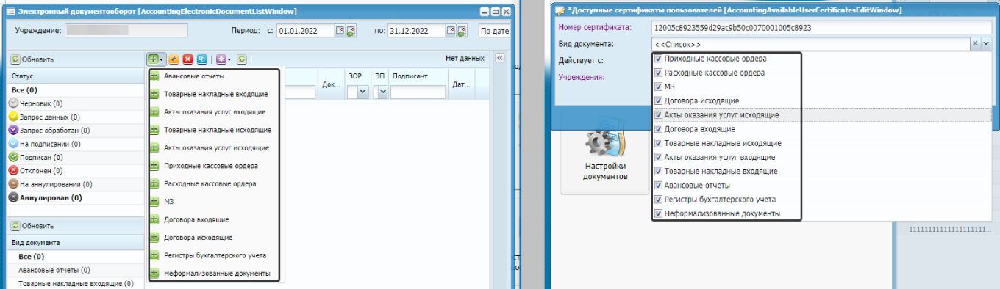 Электронный документооборот [AccountingElectronicDocumentListWindow]
Учреждение:
Период: с: 01.01.2022 по: 31.12.2022 По дате
Обновить
Нет данных
Статус
Все (0)
Черновик (0)
Запрос данных (0)
Запрос обработан (0)
На подписании (0)
Подписан (0)
Отклонен (0)
На аннулировании (0)
Аннулирован (0)
Обновить
Вид документа
Все (0)
Авансовые отчеты (0)
Товарные накладные входящие (0)
Док... ЗОР ЭП Подписант Дат...
Авансовые отчеты
Товарные накладные входящие
Акты оказания услуг входящие
Товарные накладные исходящие
Акты оказания услуг исходящие
Приходные кассовые ордера
Расходные кассовые ордера
МЗ
Договора входящие
Договора исходящие
Регистры бухгалтерского учета
Неформализованные документы
*Доступные сертификаты пользователей [AccountingAvailableUserCertificatesEditWindow]
Номер сертификата: 12005c8923559d29ac9b50c0070001005c8923
Вид документа: <<Список>>
Действует с:
Учреждения:
Приходные кассовые ордера
Расходные кассовые ордера
МЗ
Договора исходящие
Акты оказания услуг исходящие
Договора входящие
Товарные накладные исходящие
Акты оказания услуг входящие
Товарные накладные входящие
Авансовые отчеты
Регистры бухгалтерского учета
Неформализованные документы
Настройки
документов
11111111111111111111...